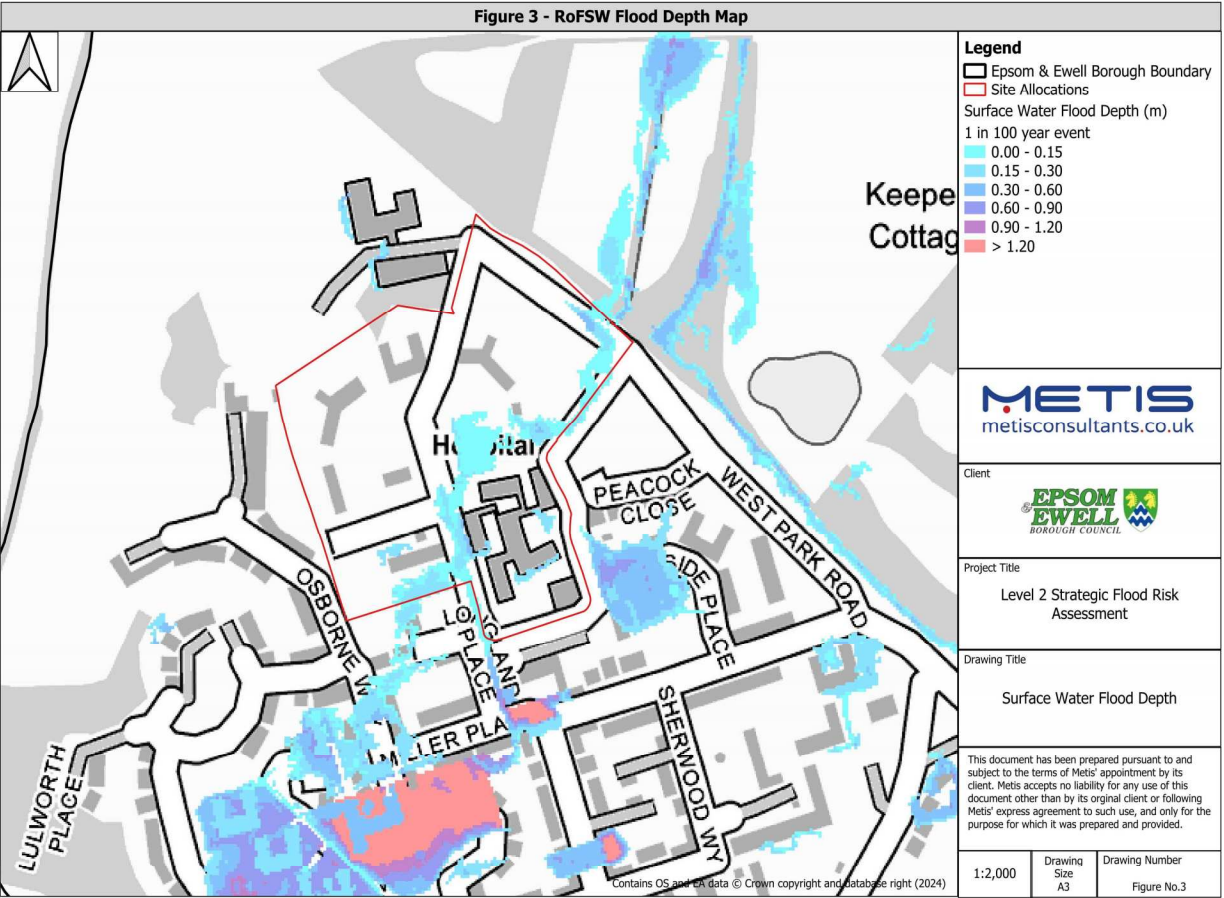 Figure 3 - RoFSW Flood Depth Map
Legend
Epsom & Ewell Borough Boundary
Site Allocations
Surface Water Flood Depth (m)
1 in 100 year event
0.00 - 0.15
0.15 - 0.30
0.30 - 0.60
0.60 - 0.90
0.90 - 1.20
> 1.20
Keepe
Cottag
Hospital
PEACOCK
CLOSE
WEST PARK ROAD
SIDE PLACE
OSBORNE W
LO
GLAND
PLACE
LLER PLA
SHERWOOD WY
LULWORTH
PLACE
Contains OS and EA data © Crown copyright and database right (2024)
METIS
metisconsultants.co.uk
Client
EPSOM
& EWELL
BOROUGH COUNCIL
Project Title
Level 2 Strategic Flood Risk
Assessment
Drawing Title
Surface Water Flood Depth
This document has been prepared pursuant to and
subject to the terms of Metis' appointment by its
client. Metis accepts no liability for any use of this
document other than by its orginal client or following
Metis' express agreement to such use, and only for the
purpose for which it was prepared and provided.
1:2,000
Drawing
Size
A3
Drawing Number
Figure No.3